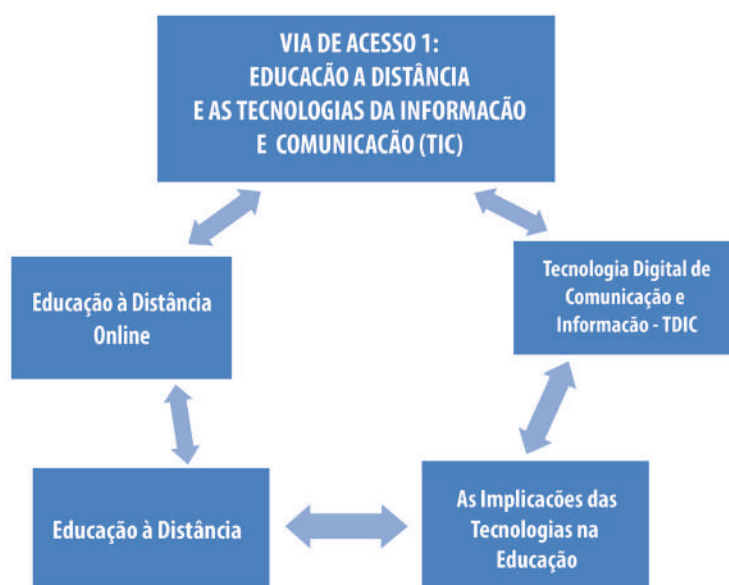 VIA DE ACESSO 1:
EDUCACÃO A DISTÂNCIA
E AS TECNOLOGIAS DA INFORMACÃO
E COMUNICACÃO (TIC)
Educação à Distância
Online
Tecnologia Digital de
Comunicação e
Informacão - TDIC
Educação à Distância
As Implicacões das
Tecnologias na
Educação